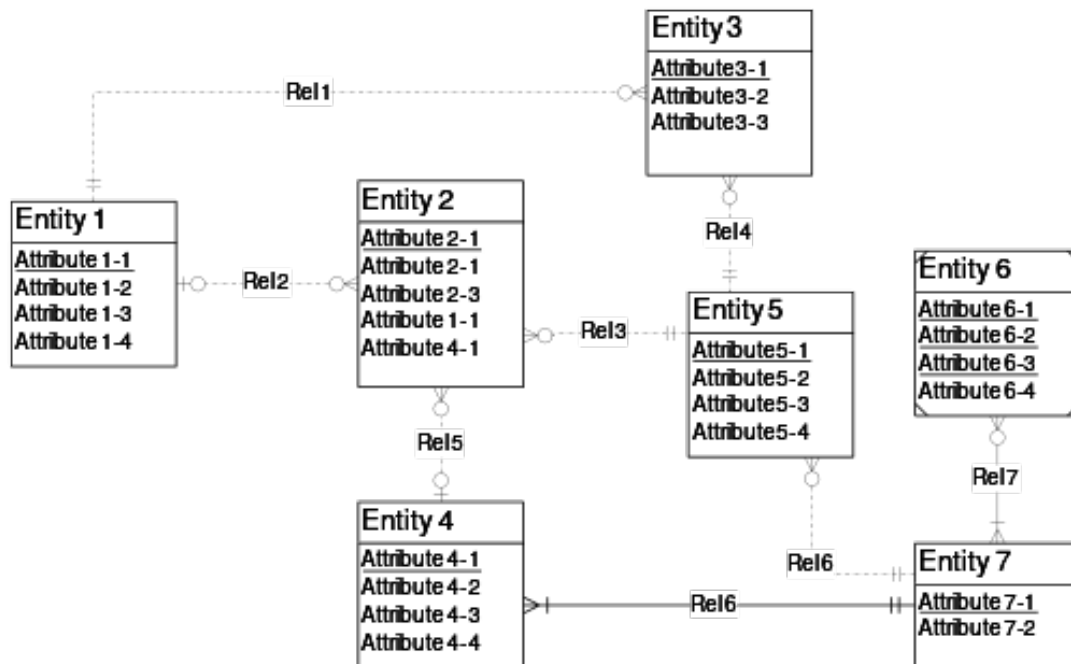 Entity 3
Attribute3-1
Attribute3-2
Attribute3-3
Rel1
Entity 1
Attribute 1-1
Attribute 1-2
Attribute 1-3
Attribute 1-4
Rel2
Entity 2
Attribute 2-1
Attribute 2-1
Attribute 2-3
Attribute 1-1
Attribute 4-1
Rel4
Rel3
Entity 5
Attribute5-1
Attribute5-2
Attribute5-3
Attribute5-4
Entity 6
Attribute 6-1
Attribute 6-2
Attribute 6-3
Attribute 6-4
Rel5
Rel7
Entity 4
Attribute 4-1
Attribute 4-2
Attribute 4-3
Attribute 4-4
Rel6
Rel6
Entity 7
Attribute 7-1
Attribute 7-2